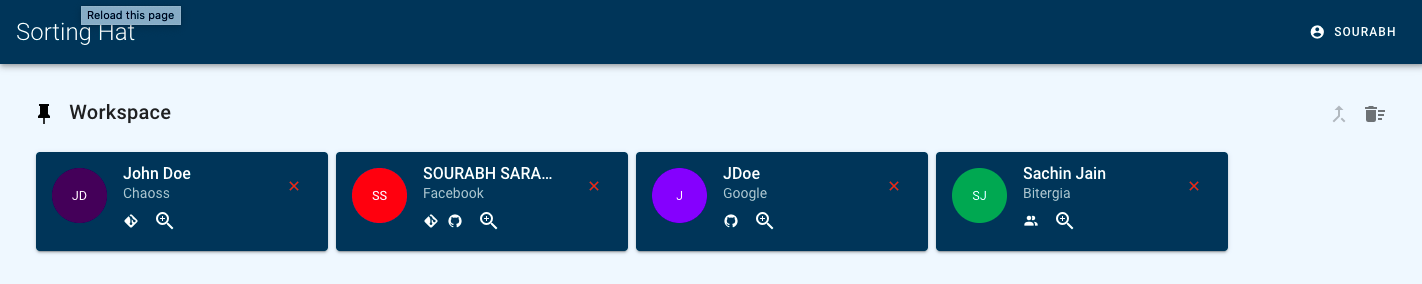 Reload this page
Sorting Hat
SOURABH
Workspace
JD
John Doe
Chaoss
SS
SOURABH SARA...
Facebook
J
JDoe
Google
SJ
Sachin Jain
Bitergia